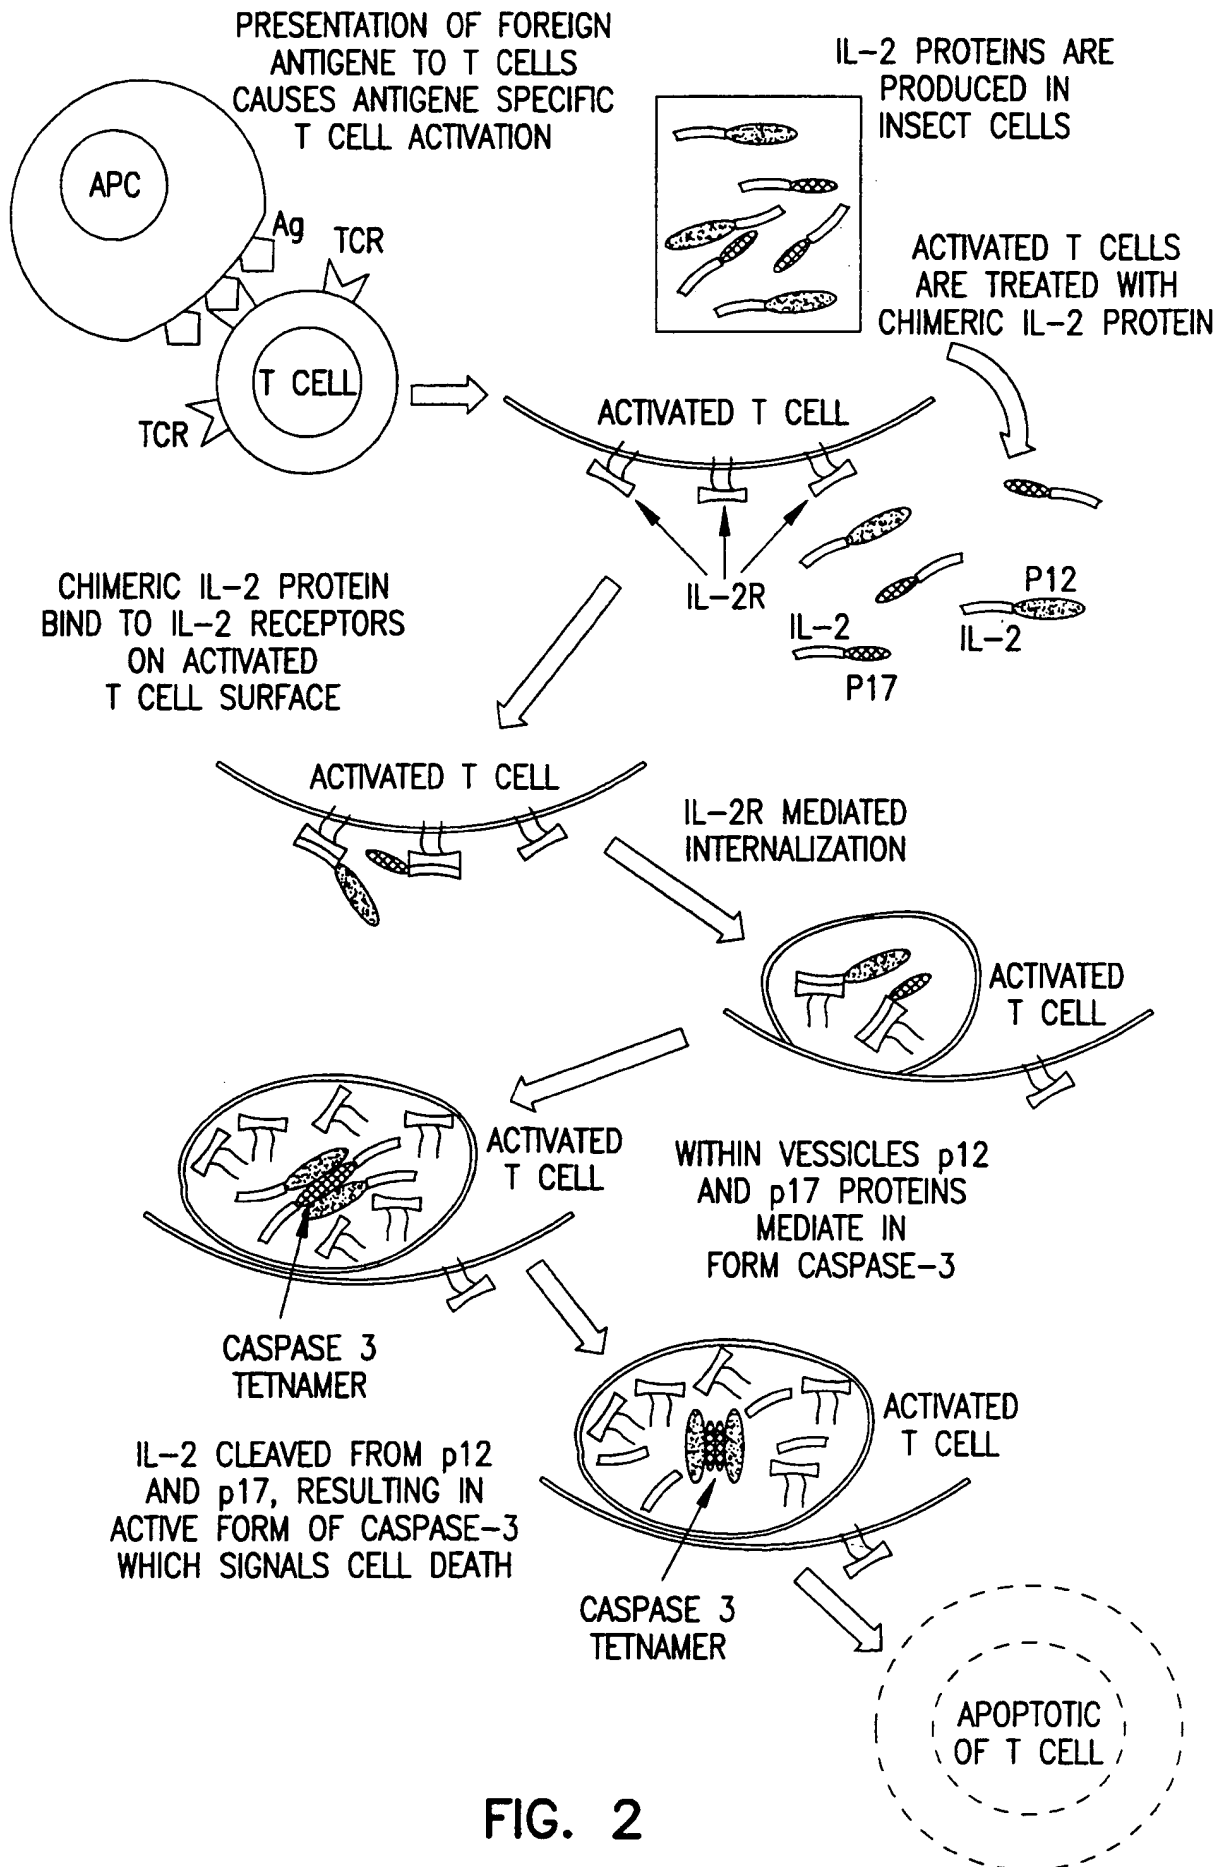 PRESENTATION OF FOREIGN
ANTIGENE TO T CELLS
CAUSES ANTIGENE SPECIFIC
T CELL ACTIVATION
IL-2 PROTEINS ARE
PRODUCED IN
INSECT CELLS
APC
Ag
TCR
T CELL
TCR
ACTIVATED T CELLS
ARE TREATED WITH
CHIMERIC IL-2 PROTEIN
ACTIVATED T CELL
IL-2R
P12
IL-2
IL-2
P17
CHIMERIC IL-2 PROTEIN
BIND TO IL-2 RECEPTORS
ON ACTIVATED
T CELL SURFACE
ACTIVATED T CELL
IL-2R MEDIATED
INTERNALIZATION
ACTIVATED
T CELL
ACTIVATED
T CELL
WITHIN VESSICLES p12
AND p17 PROTEINS
MEDIATE IN
FORM CASPASE-3
CASPASE 3
TETNAMER
IL-2 CLEAVED FROM p12
AND p17, RESULTING IN
ACTIVE FORM OF CASPASE-3
WHICH SIGNALS CELL DEATH
ACTIVATED
T CELL
CASPASE 3
TETNAMER
APOPTOTIC
OF T CELL
FIG. 2